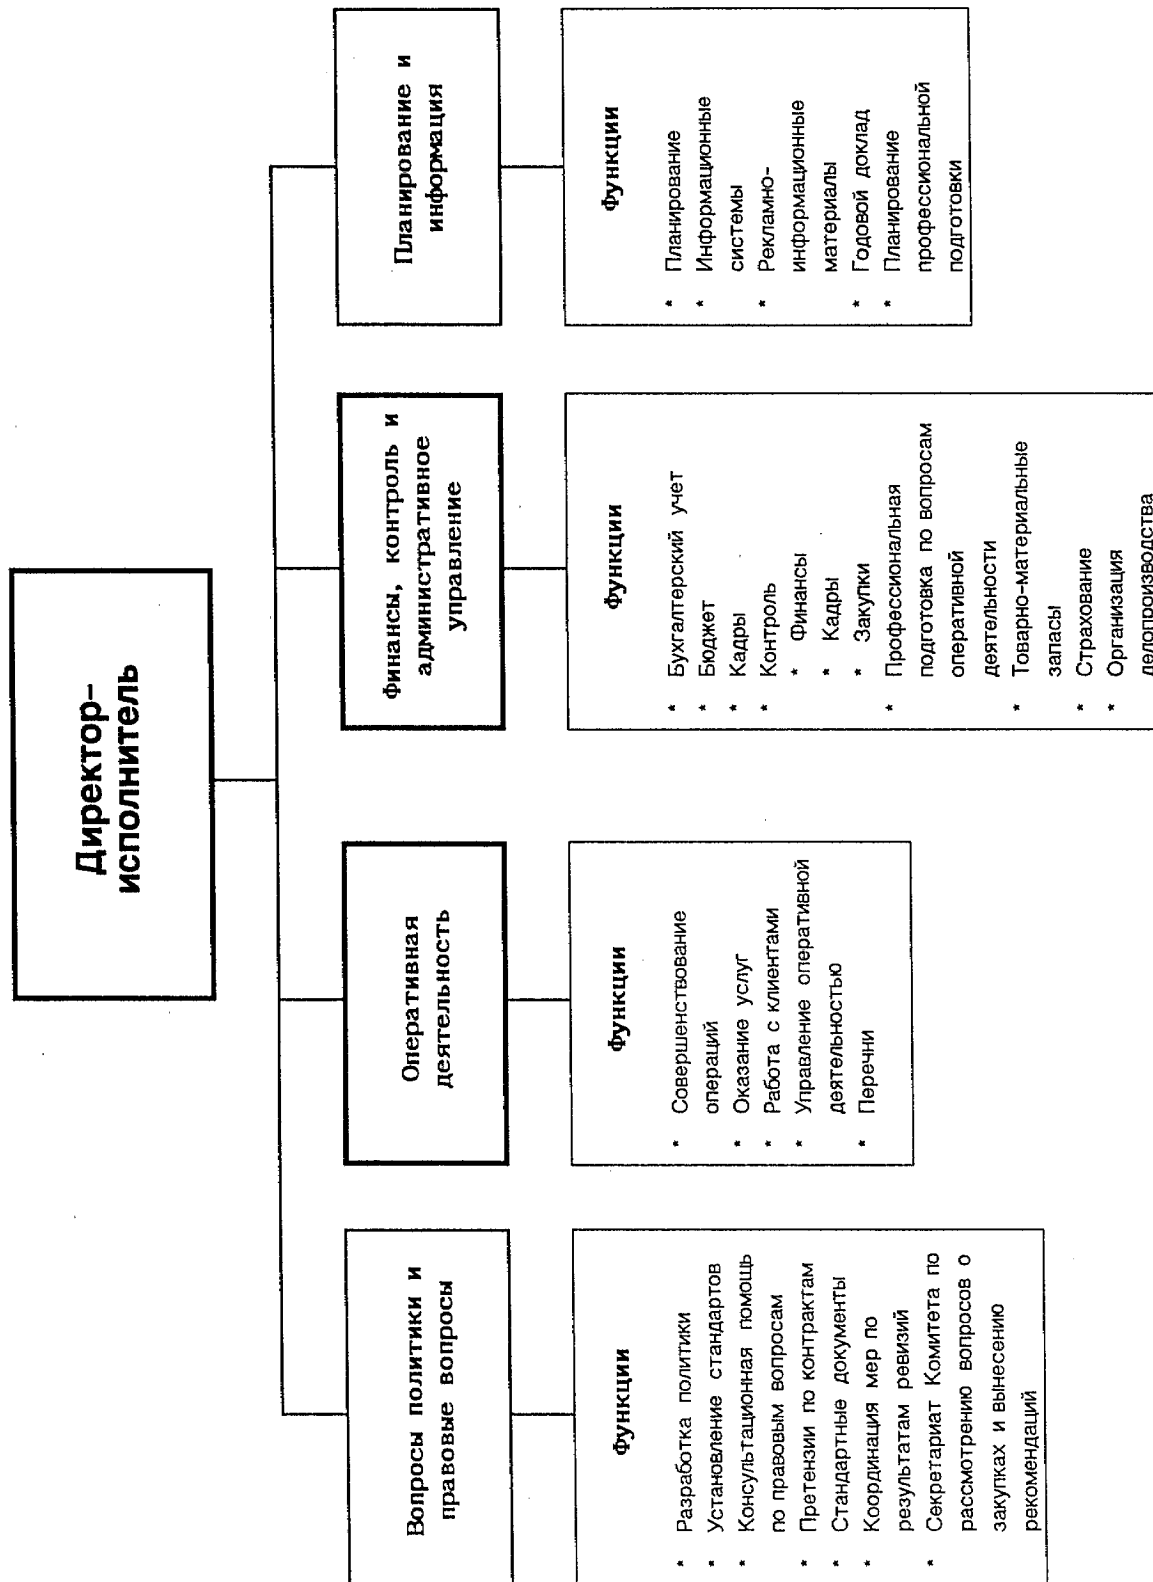 Директор-
исполнитель
Вопросы политики и
правовые вопросы
Функции
* Разработка политики
* Установление стандартов
* Консультационная помощь
по правовым вопросам
* Претензии по контрактам
* Стандартные документы
* Координация мер по
результатам ревизий
* Секретариат Комитета по
рассмотрению вопросов о
закупках и вынесению
рекомендаций
Оперативная
деятельность
Функции
* Совершенствование
операций
* Оказание услуг
* Работа с клиентами
* Управление оперативной
деятельностью
* Перечни
Финансы, контроль и
административное
управление
Функции
* Бухгалтерский учет
* Бюджет
* Кадры
* Контроль
* Финансы
* Кадры
* Закупки
* Профессиональная
подготовка по вопросам
оперативной
деятельности
* Товарно-материальные
запасы
* Страхование
* Организация
делопроизводства
Планирование и
информация
Функции
* Планирование
* Информационные
системы
* Рекламно-
информационные
материалы
* Годовой доклад
* Планирование
профессиональной
подготовки